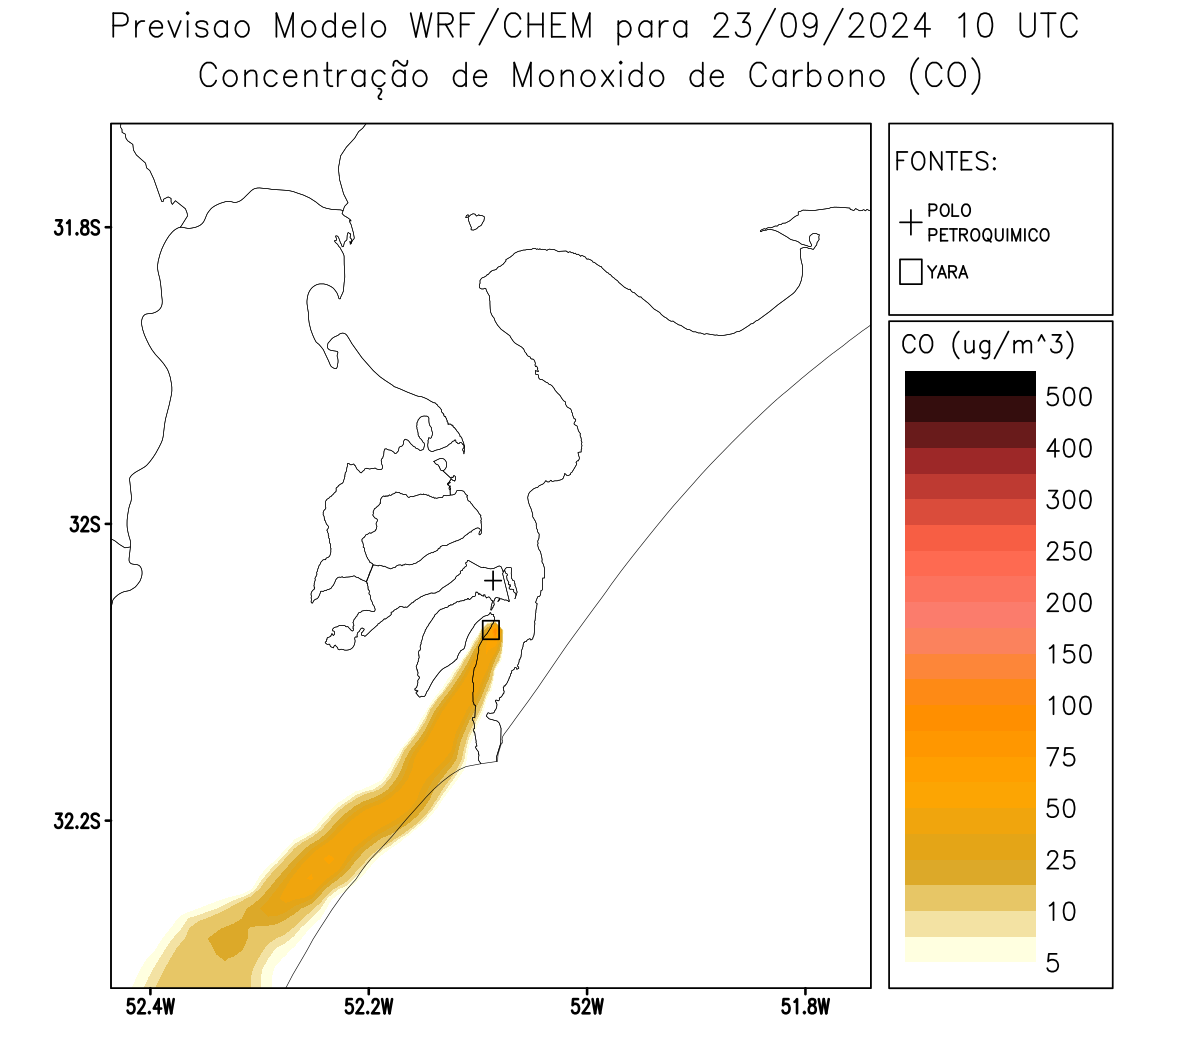 Previsao Modelo WRF/CHEM para 23/09/2024 10 UTC
Concentração de Monoxido de Carbono (CO)
FONTES:
POLO
PETROQUIMICO
YARA
CO (ug/m^3)
500
400
300
250
200
150
100
75
50
25
10
5
31.8S
32S
32.2S
52.4W
52.2W
52W
51.8W